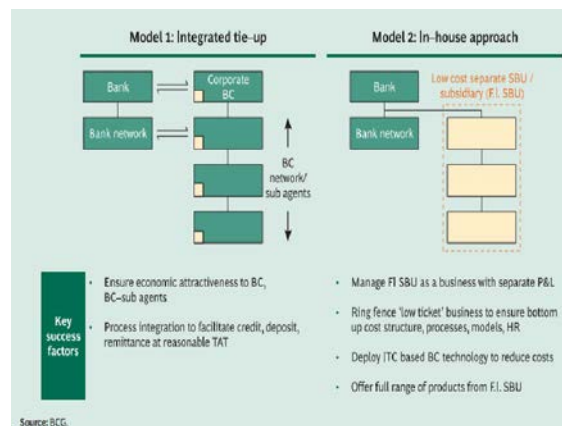 Model 1: Integrated tie-up
Bank
Corporate
BC
Bank network
BC
network/
sub agents
Model 2: In-house approach
Bank
Low cost separate SBU /
subsidiary (F.I. SBU)
Bank network
Key
success
factors
• Ensure economic attractiveness to BC,
BC–sub agents
• Process integration to facilitate credit, deposit,
remittance at reasonable TAT
• Manage FI SBU as a business with separate P&L
• Ring fence 'low ticket' business to ensure bottom
up cost structure, processes, models, HR
• Deploy ITC based BC technology to reduce costs
• Offer full range of products from F.I. SBU
Source: BCG.